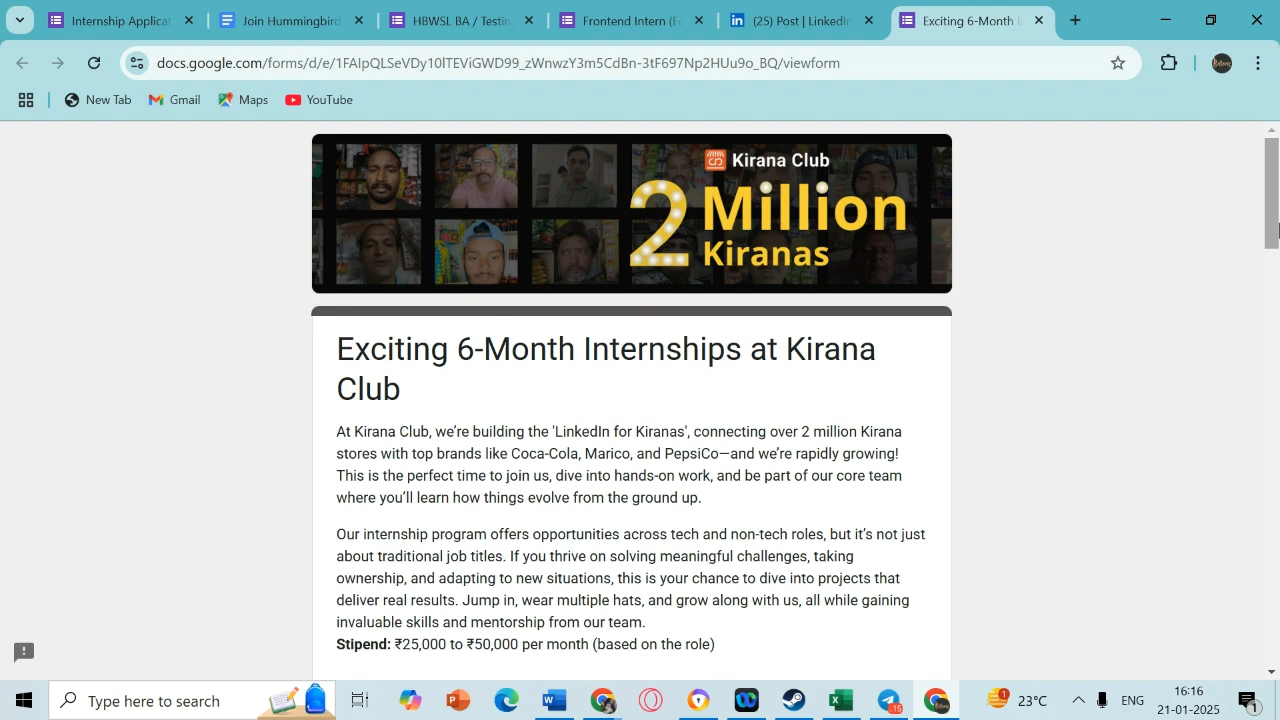 Internship Applicat
Join Hummingbird
HBWSL BA / Testin
Frontend Intern (Re
(25) Post | LinkedIn
Exciting 6-Month I
docs.google.com/forms/d/e/1FAIpQLSeVDy10lTEViGWD99_zWnwzY3m5CdBn-3tF697Np2HUu9o_BQ/viewform
New Tab
Gmail
Maps
YouTube
Kirana Club
2 Million
Kiranas
Exciting 6-Month Internships at Kirana
Club
At Kirana Club, we’re building the 'LinkedIn for Kiranas', connecting over 2 million Kirana
stores with top brands like Coca-Cola, Marico, and PepsiCo—and we’re rapidly growing!
This is the perfect time to join us, dive into hands-on work, and be part of our core team
where you’ll learn how things evolve from the ground up.
Our internship program offers opportunities across tech and non-tech roles, but it’s not just
about traditional job titles. If you thrive on solving meaningful challenges, taking
ownership, and adapting to new situations, this is your chance to dive into projects that
deliver real results. Jump in, wear multiple hats, and grow along with us, all while gaining
invaluable skills and mentorship from our team.
Stipend: ₹25,000 to ₹50,000 per month (based on the role)
Type here to search
15
1
23°C
ENG
16:16
21-01-2025
1